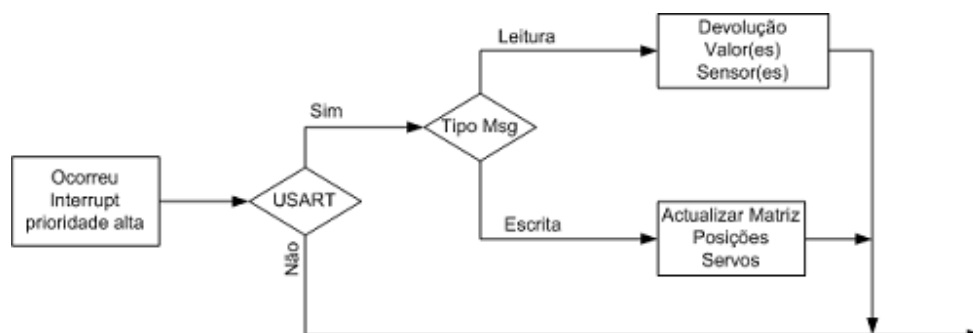 Ocorreu
Interrupt
prioridade alta
USART
Sim
Não
Tipo Msg
Leitura
Devolução
Valor(es)
Sensor(es)
Escrita
Actualizar Matriz
Posições
Servos